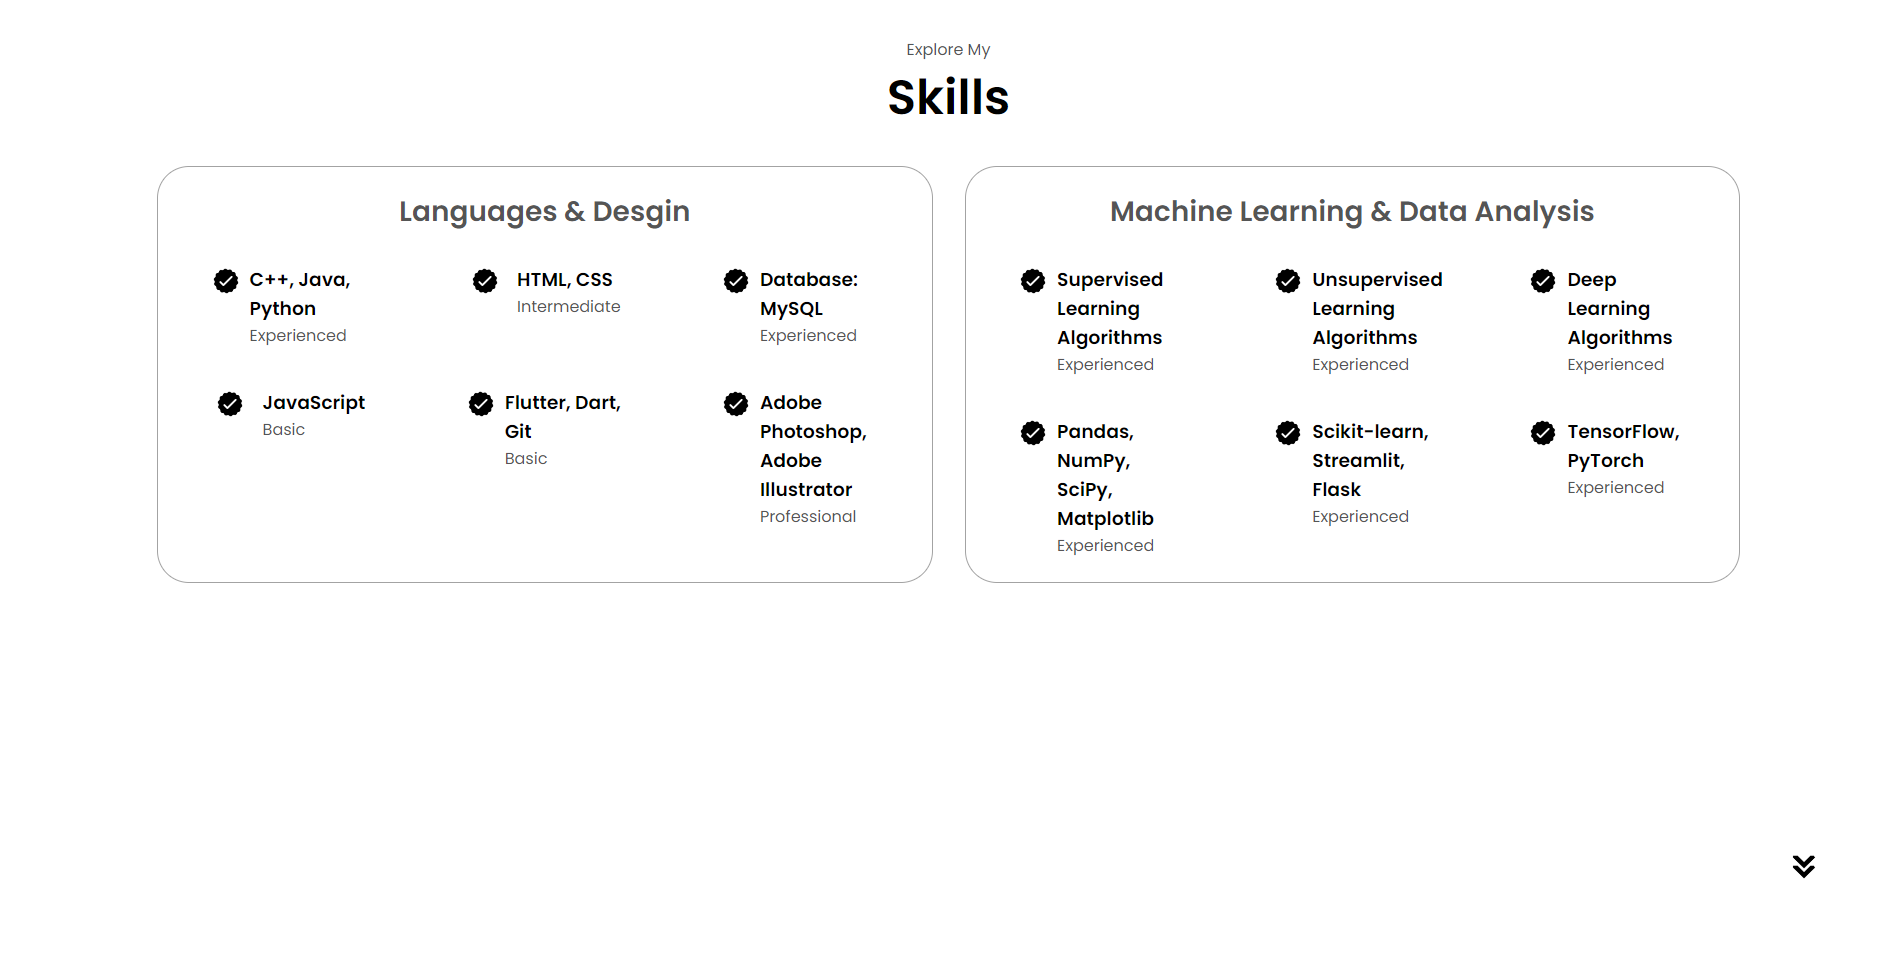 Explore My
Skills
Languages & Desgin
C++, Java,
Python
Experienced
HTML, CSS
Intermediate
Database:
MySQL
Experienced
JavaScript
Basic
Flutter, Dart,
Git
Basic
Adobe
Photoshop,
Adobe
Illustrator
Professional
Machine Learning & Data Analysis
Supervised
Learning
Algorithms
Experienced
Unsupervised
Learning
Algorithms
Experienced
Deep
Learning
Algorithms
Experienced
Pandas,
NumPy,
SciPy,
Matplotlib
Experienced
Scikit-learn,
Streamlit,
Flask
Experienced
TensorFlow,
PyTorch
Experienced